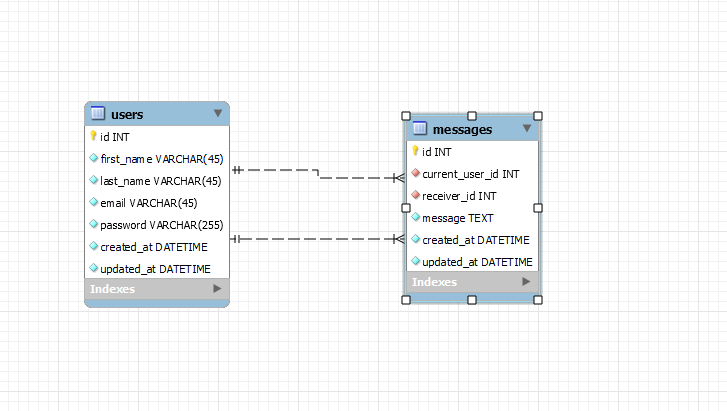 users
id INT
first_name VARCHAR(45)
last_name VARCHAR(45)
email VARCHAR(45)
password VARCHAR(255)
created_at DATETIME
updated_at DATETIME
Indexes
messages
id INT
current_user_id INT
receiver_id INT
message TEXT
created_at DATETIME
updated_at DATETIME
Indexes